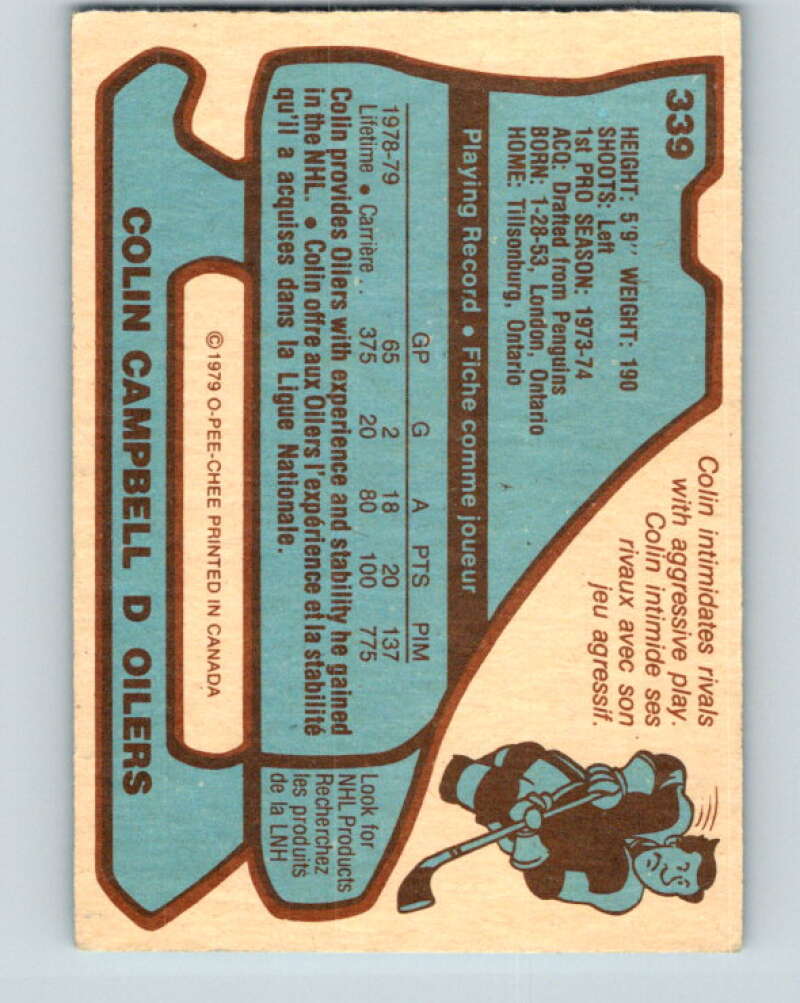 339
HEIGHT: 5'9" WEIGHT: 190
SHOOTS: Left
1st PRO SEASON: 1973-74
ACQ: Drafted from Penguins
BORN: 1-28-53, London, Ontario
HOME: Tillsonburg, Ontario
Colin intimidates rivals
with aggressive play.
Colin intimide ses
rivaux avec son
jeu agressif.
Playing Record • Fiche comme joueur
GP G A PTS PIM
1978-79 65 2 18 20 137
Lifetime • Carrière . . 375 20 80 100 775
Colin provides Oilers with experience and stability he gained
in the NHL. • Colin offre aux Oilers l'expérience et la stabilité
qu'il a acquises dans la Ligue Nationale.
Look for
NHL Products
Recherchez
les produits
de la LNH
©1979 O-PEE-CHEE PRINTED IN CANADA
COLIN CAMPBELL D OILERS